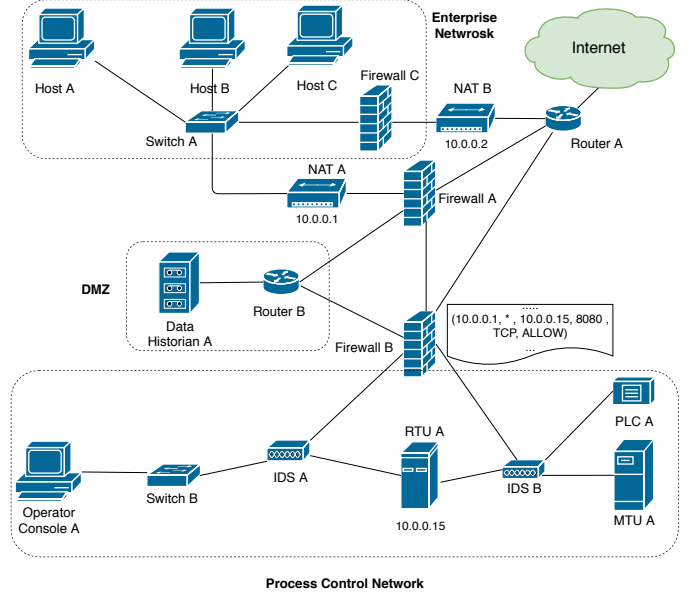 Enterprise
Netwrosk
Internet
Host A
Host B
Host C
Firewall C
NAT B
Switch A
10.0.0.2
Router A
NAT A
10.0.0.1
Firewall A
DMZ
Data
Historian A
Router B
Firewall B
.....
(10.0.0.1, * , 10.0.0.15, 8080 ,
TCP, ALLOW)
...
PLC A
RTU A
IDS A
IDS B
Switch B
Operator
Console A
10.0.0.15
MTU A
Process Control Network